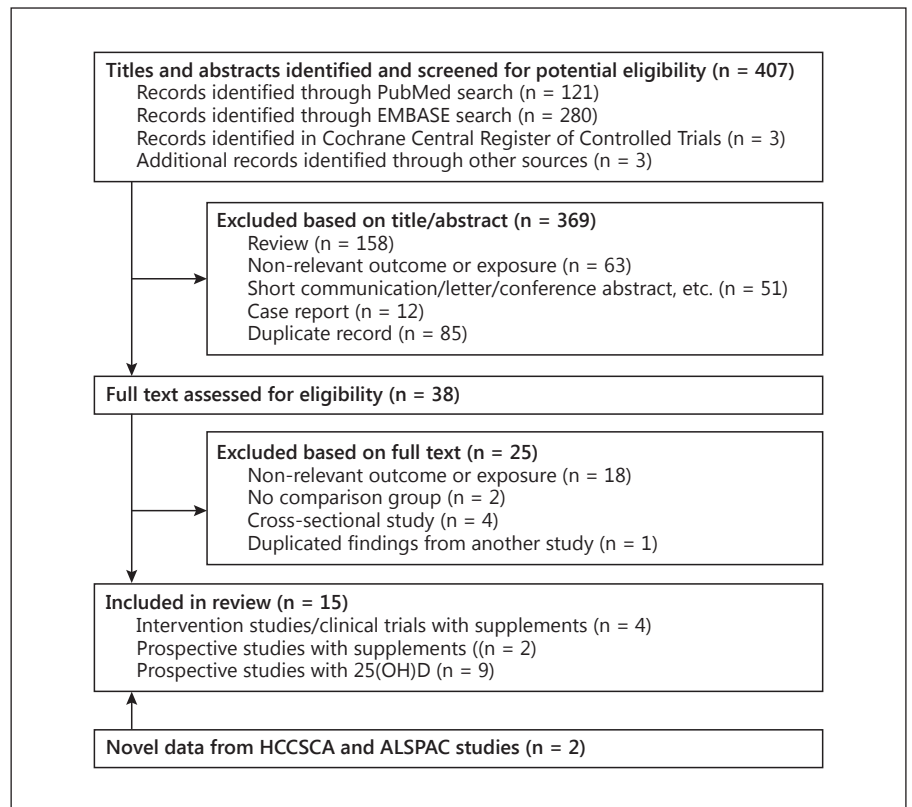 Titles and abstracts identified and screened for potential eligibility (n = 407)
Records identified through PubMed search (n = 121)
Records identified through EMBASE search (n = 280)
Records identified in Cochrane Central Register of Controlled Trials (n = 3)
Additional records identified through other sources (n = 3)
Excluded based on title/abstract (n = 369)
Review (n = 158)
Non-relevant outcome or exposure (n = 63)
Short communication/letter/conference abstract, etc. (n = 51)
Case report (n = 12)
Duplicate record (n = 85)
Full text assessed for eligibility (n = 38)
Excluded based on full text (n = 25)
Non-relevant outcome or exposure (n = 18)
No comparison group (n = 2)
Cross-sectional study (n = 4)
Duplicated findings from another study (n = 1)
Included in review (n = 15)
Intervention studies/clinical trials with supplements (n = 4)
Prospective studies with supplements ((n = 2)
Prospective studies with 25(OH)D (n = 9)
Novel data from HCCSCA and ALSPAC studies (n = 2)